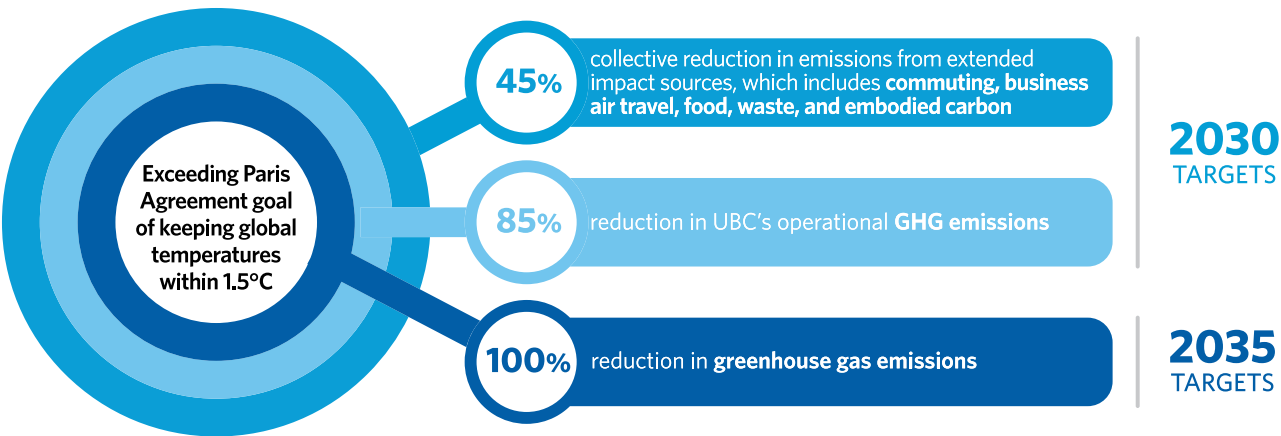 Exceeding Paris
Agreement goal
of keeping global
temperatures
within 1.5°C
45%
collective reduction in emissions from extended
impact sources, which includes commuting, business
air travel, food, waste, and embodied carbon
85%
reduction in UBC’s operational GHG emissions
2030
TARGETS
100%
reduction in greenhouse gas emissions
2035
TARGETS